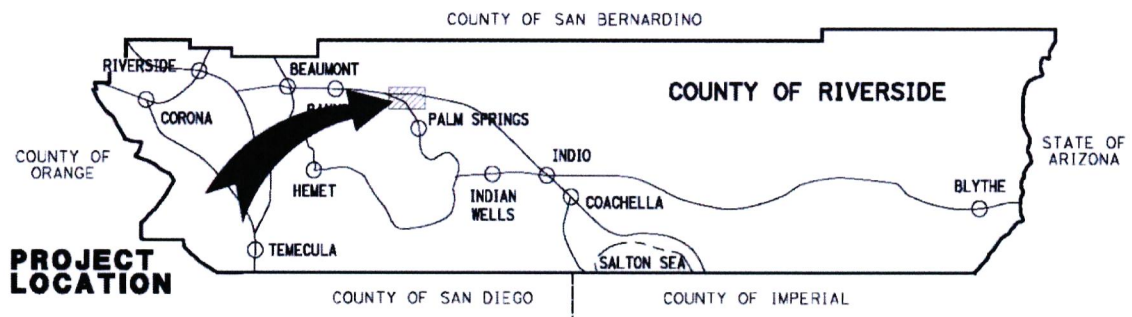 COUNTY OF SAN BERNARDINO
RIVERSIDE
BEAUMONT
COUNTY OF RIVERSIDE
CORONA
PALM SPRINGS
COUNTY OF
ORANGE
STATE OF
ARIZONA
HEMET
INDIO
INDIAN
WELLS
COACHELLA
BLYTHE
TEMECULA
SALTON SEA
PROJECT
LOCATION
COUNTY OF SAN DIEGO
COUNTY OF IMPERIAL